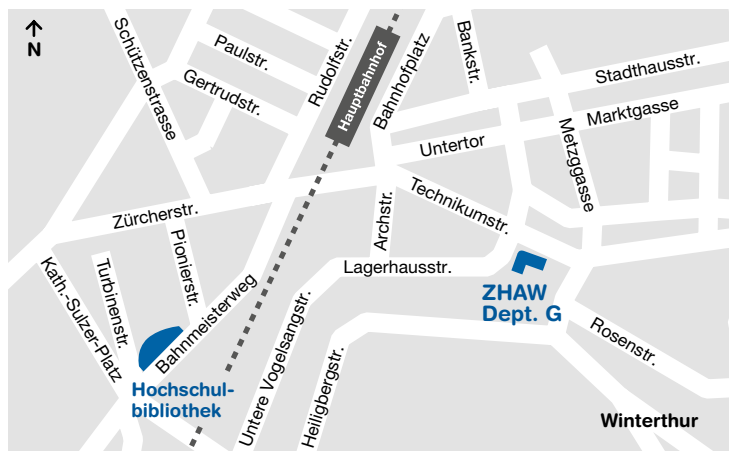 N
Schützenstrasse
Paulstr.
Gertrudstr.
Rudolfstr.
Hauptbahnhof
Bahnhofplatz
Bankstr.
Stadthausstr.
Marktgasse
Metzggasse
Untertor
Technikumstr.
Zürcherstr.
Pionierstr.
Archstr.
Lagerhausstr.
Kath.-Sulzer-Platz
Turbinenstr.
Bahnmeisterweg
ZHAW
Dept. G
Rosenstr.
Untere Vogelsangstr.
Heiligbergstr.
Hochschul-
bibliothek
Winterthur